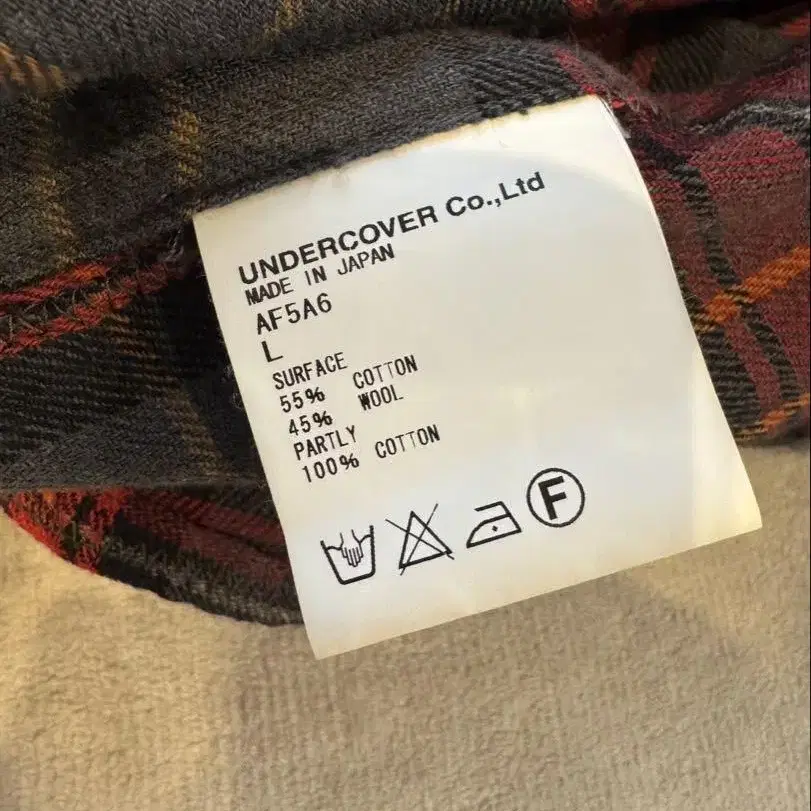 UNDERCOVER Co.,Ltd
MADE IN JAPAN
AF5A6
L
SURFACE
55% COTTON
45% WOOL
PARTLY
100% COTTON
F